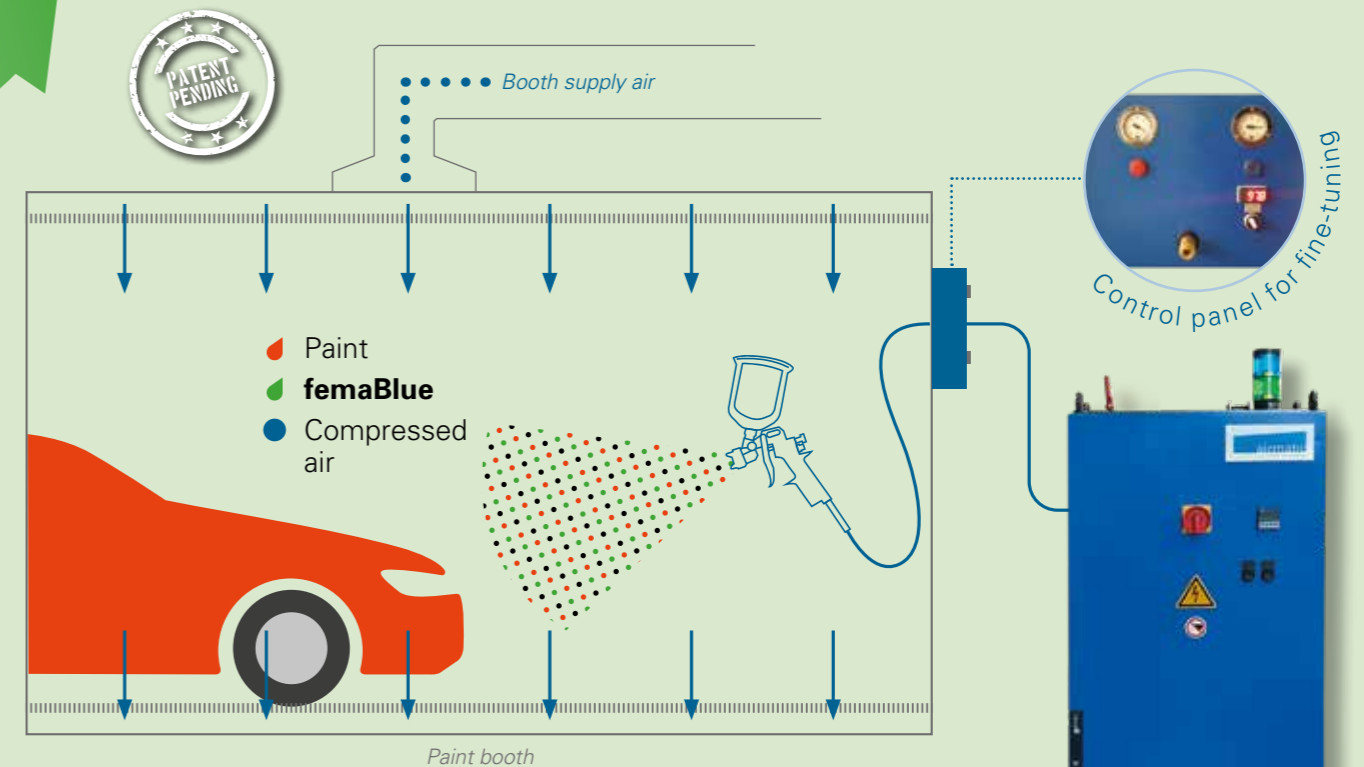 PATENT
PENDING
Booth supply air
Control panel for fine-tuning
Paint
femaBlue
Compressed
air
Paint booth